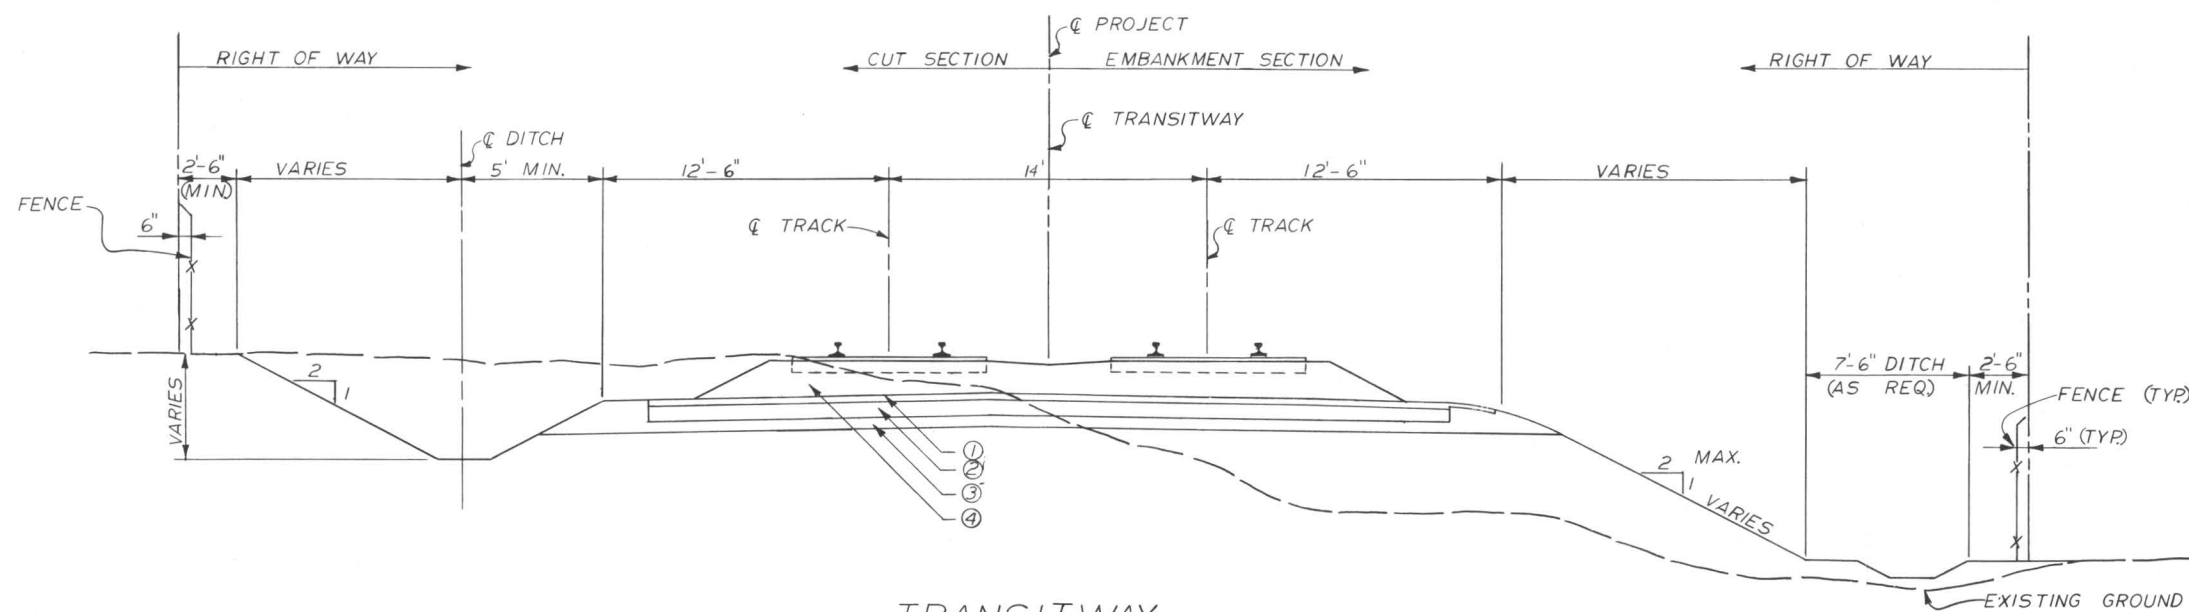 ℄ PROJECT
RIGHT OF WAY
CUT SECTION
EMBANKMENT SECTION
RIGHT OF WAY
℄ DITCH
℄ TRANSITWAY
2'-6"
(MIN.)
VARIES
5' MIN.
12'-6"
14'
12'-6"
VARIES
FENCE
6"
℄ TRACK
℄ TRACK
2
1
VARIES
7'-6" DITCH
(AS REQ.)
2'-6"
MIN.
FENCE (TYP.)
6" (TYP.)
①
②
③
④
2 MAX.
1
VARIES
EXISTING GROUND
TRANSITWAY